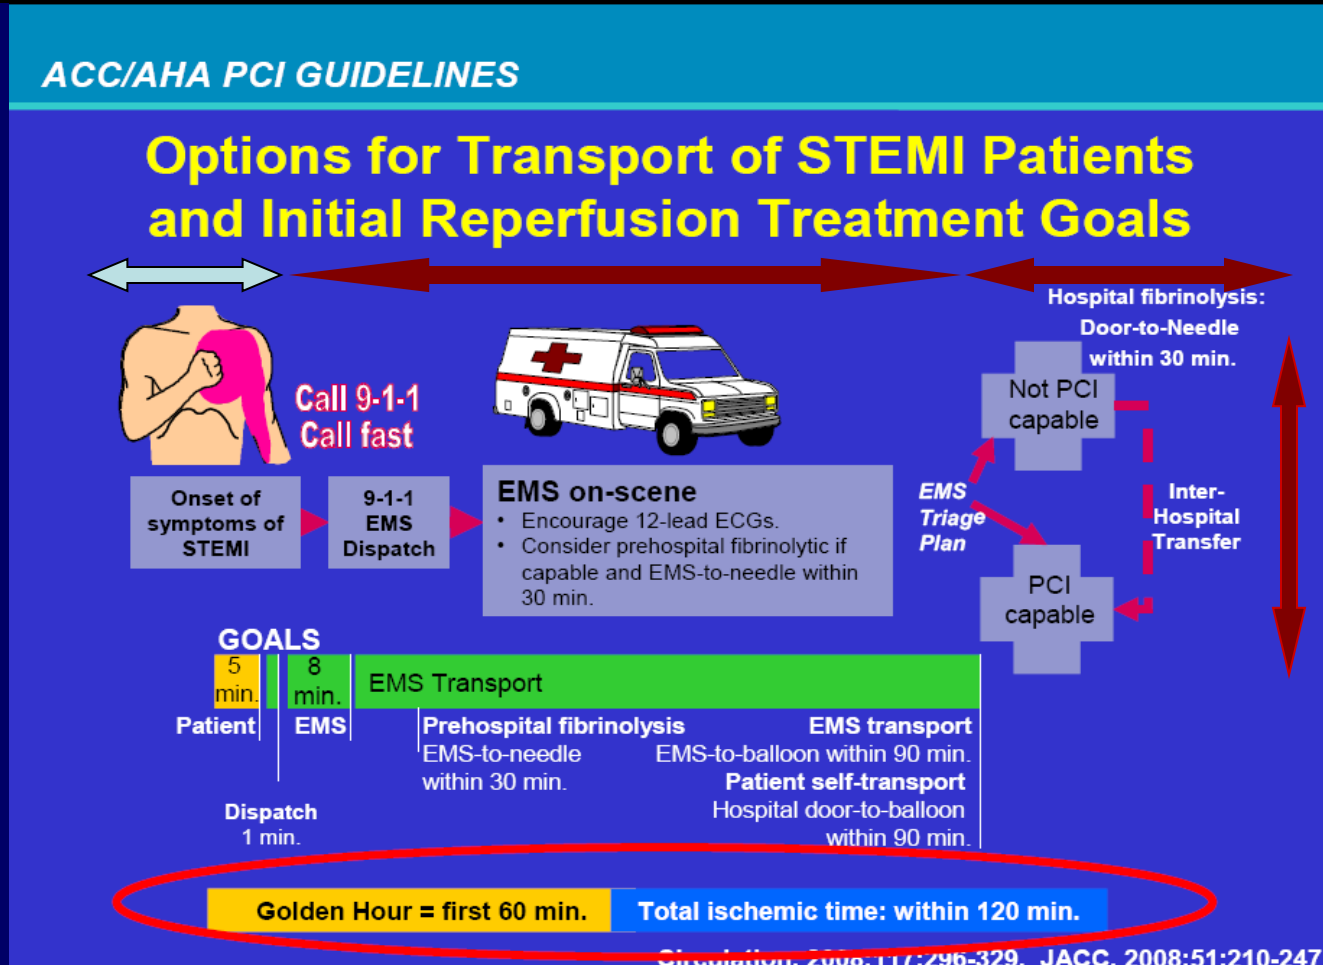 ACC/AHA PCI GUIDELINES
Options for Transport of STEMI Patients
and Initial Reperfusion Treatment Goals
Hospital fibrinolysis:
Door-to-Needle
within 30 min.
Not PCI
capable
Call 9-1-1
Call fast
Onset of
symptoms of
STEMI
9-1-1
EMS
Dispatch
EMS on-scene
• Encourage 12-lead ECGs.
• Consider prehospital fibrinolytic if
capable and EMS-to-needle within
30 min.
EMS
Triage
Plan
Inter-
Hospital
Transfer
PCI
capable
GOALS
5
min.
8
min.
EMS Transport
Patient
EMS
Dispatch
1 min.
Prehospital fibrinolysis
EMS-to-needle
within 30 min.
EMS transport
EMS-to-balloon within 90 min.
Patient self-transport
Hospital door-to-balloon
within 90 min.
Golden Hour = first 60 min.
Total ischemic time: within 120 min.
Circulation. 2008;117:296-329. JACC. 2008;51:210-247